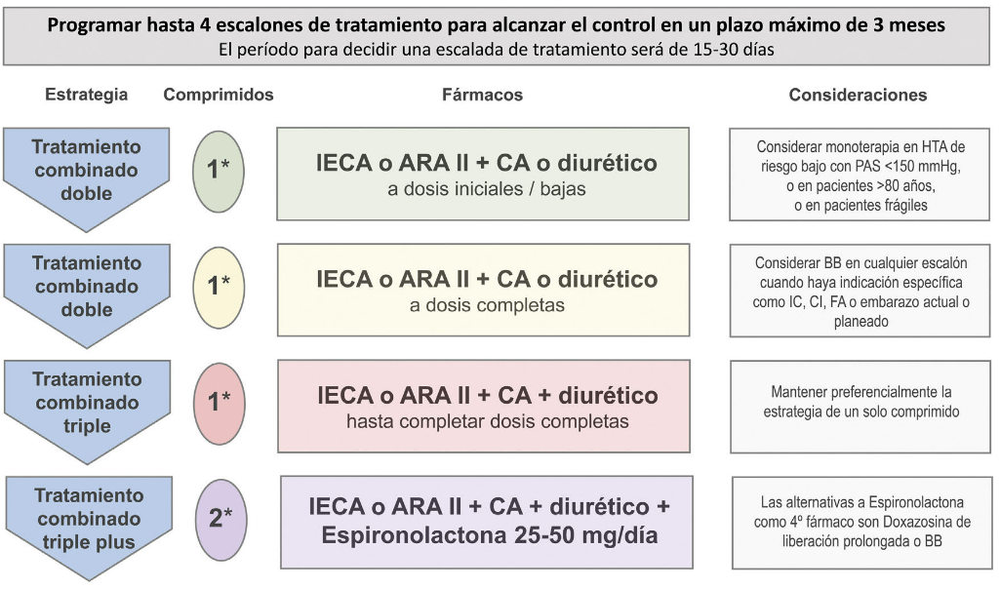 Programar hasta 4 escalones de tratamiento para alcanzar el control en un plazo máximo de 3 meses
El período para decidir una escalada de tratamiento será de 15-30 días
Estrategia
Comprimidos
Fármacos
Consideraciones
Tratamiento
combinado
doble
1*
IECA o ARA II + CA o diurético
a dosis iniciales / bajas
Considerar monoterapia en HTA de
riesgo bajo con PAS <150 mmHg,
o en pacientes >80 años,
o en pacientes frágiles
Tratamiento
combinado
doble
1*
IECA o ARA II + CA o diurético
a dosis completas
Considerar BB en cualquier escalón
cuando haya indicación específica
como IC, CI, FA o embarazo actual o
planeado
Tratamiento
combinado
triple
1*
IECA o ARA II + CA + diurético
hasta completar dosis completas
Mantener preferencialmente la
estrategia de un solo comprimido
Tratamiento
combinado
triple plus
2*
IECA o ARA II + CA + diurético +
Espironolactona 25-50 mg/día
Las alternativas a Espironolactona
como 4º fármaco son Doxazosina de
liberación prolongada o BB